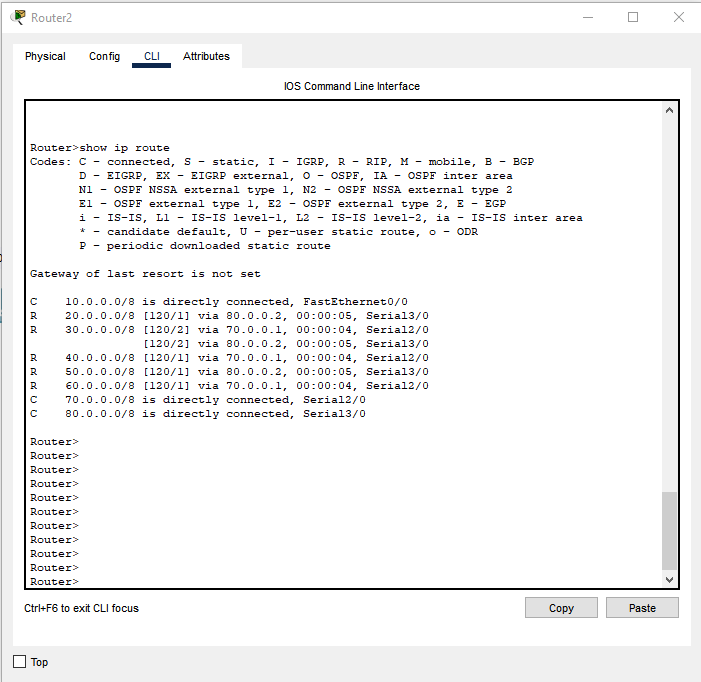 Router2
Physical Config CLI Attributes
IOS Command Line Interface
Router>show ip route
Codes: C - connected, S - static, I - IGRP, R - RIP, M - mobile, B - BGP
       D - EIGRP, EX - EIGRP external, O - OSPF, IA - OSPF inter area
       N1 - OSPF NSSA external type 1, N2 - OSPF NSSA external type 2
       E1 - OSPF external type 1, E2 - OSPF external type 2, E - EGP
       i - IS-IS, L1 - IS-IS level-1, L2 - IS-IS level-2, ia - IS-IS inter area
       * - candidate default, U - per-user static route, o - ODR
       P - periodic downloaded static route
Gateway of last resort is not set
C    10.0.0.0/8 is directly connected, FastEthernet0/0
R    20.0.0.0/8 [120/1] via 80.0.0.2, 00:00:05, Serial3/0
R    30.0.0.0/8 [120/2] via 70.0.0.1, 00:00:04, Serial2/0
                [120/2] via 80.0.0.2, 00:00:05, Serial3/0
R    40.0.0.0/8 [120/1] via 70.0.0.1, 00:00:04, Serial2/0
R    50.0.0.0/8 [120/1] via 80.0.0.2, 00:00:05, Serial3/0
R    60.0.0.0/8 [120/1] via 70.0.0.1, 00:00:04, Serial2/0
C    70.0.0.0/8 is directly connected, Serial2/0
C    80.0.0.0/8 is directly connected, Serial3/0
Router>
Router>
Router>
Router>
Router>
Router>
Router>
Router>
Router>
Router>
Router>
Ctrl+F6 to exit CLI focus
Copy Paste
Top